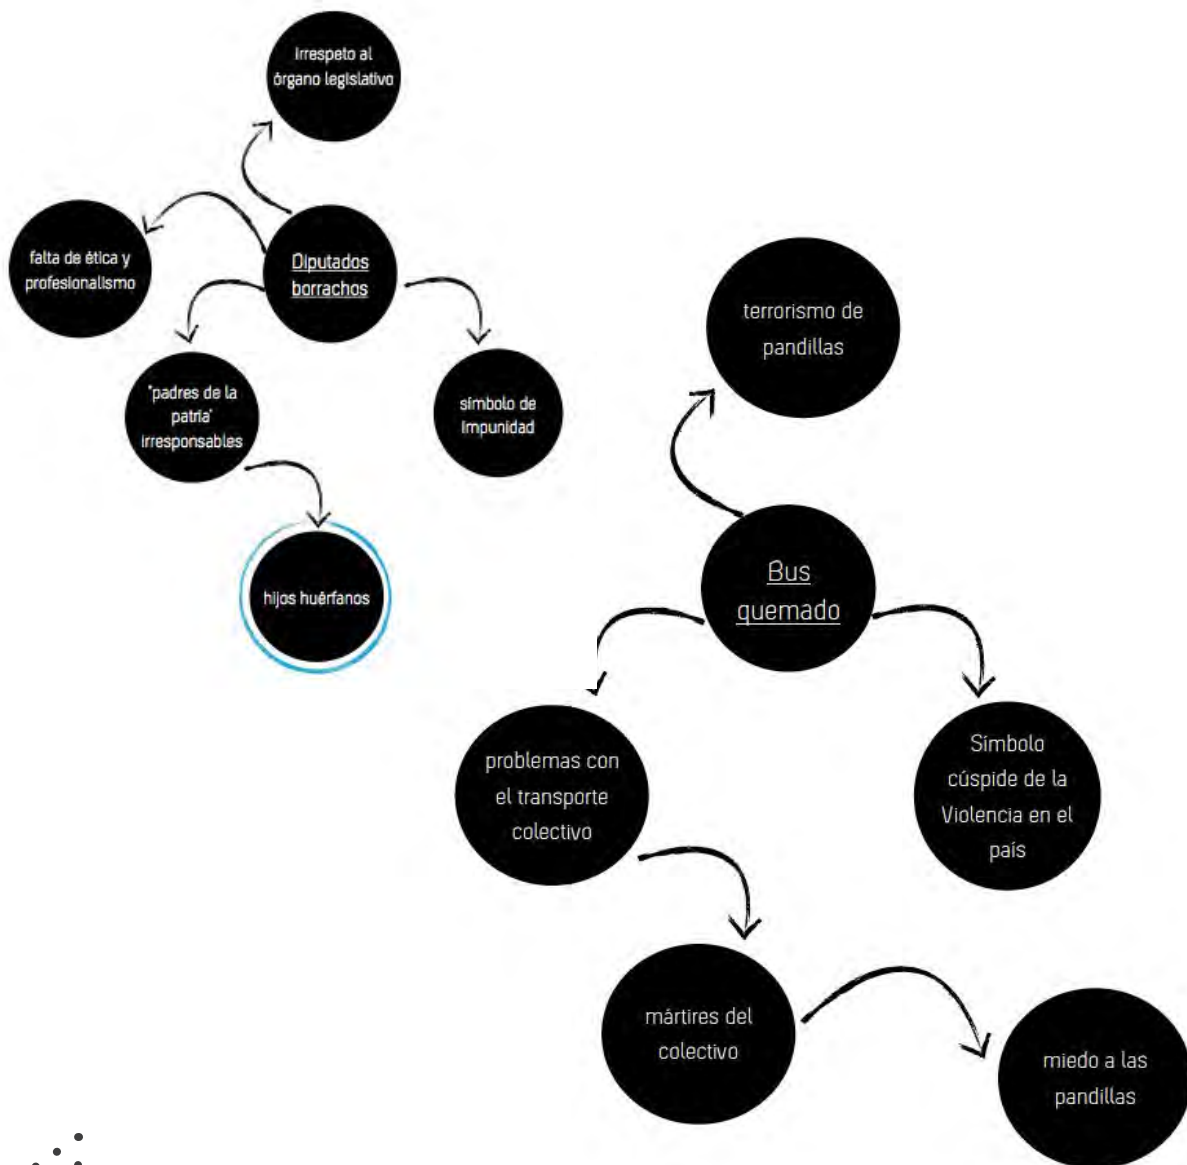 irrespeto al
órgano legislativo
falta de ética y
profesionalismo
Diputados
borrachos
"padres de la
patria"
irresponsables
símbolo de
impunidad
hijos huérfanos
terrorismo de
pandillas
Bus
quemado
problemas con
el transporte
colectivo
Símbolo
cúspide de la
Violencia en el
país
mártires del
colectivo
miedo a las
pandillas